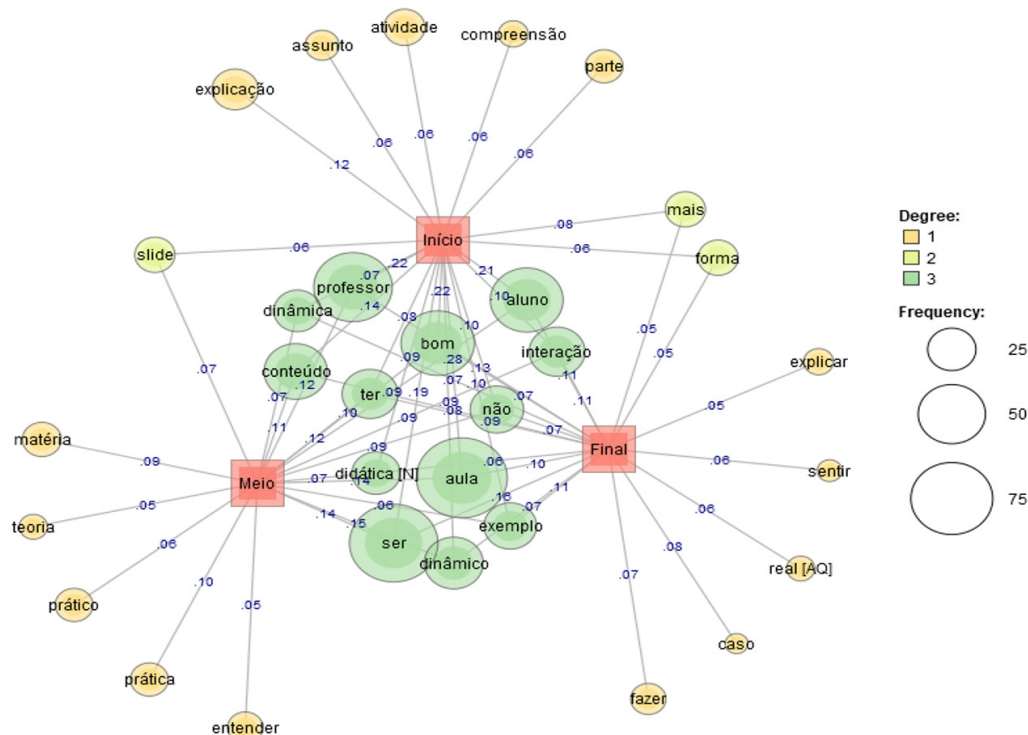 atividade
compreensão
assunto
parte
explicação
.06
.06
.06
.06
.12
mais
Degree:
Início
.08
1
2
3
slide
.06
.06
forma
.22
.21
.07
professor
.22
.10
aluno
dinâmica
.14
Frequency:
.08
.10
.05
bom
interação
25
.05
explicar
.09
.28
.13
conteúdo
.07
.12
.07
.10
.11
ter
.09
.19
.07
.09
.08
não
.07
.11
50
.05
.10
.09
.11
.09
.07
matéria
.12
.09
Final
.09
.06
.10
.06
sentir
Meio
.07
didática [N]
.14
aula
75
.05
.11
.16
.06
teoria
.14
.15
.06
.07
exemplo
.06
ser
.08
dinâmico
real [AQ]
.10
.07
prático
.05
caso
prática
fazer
entender